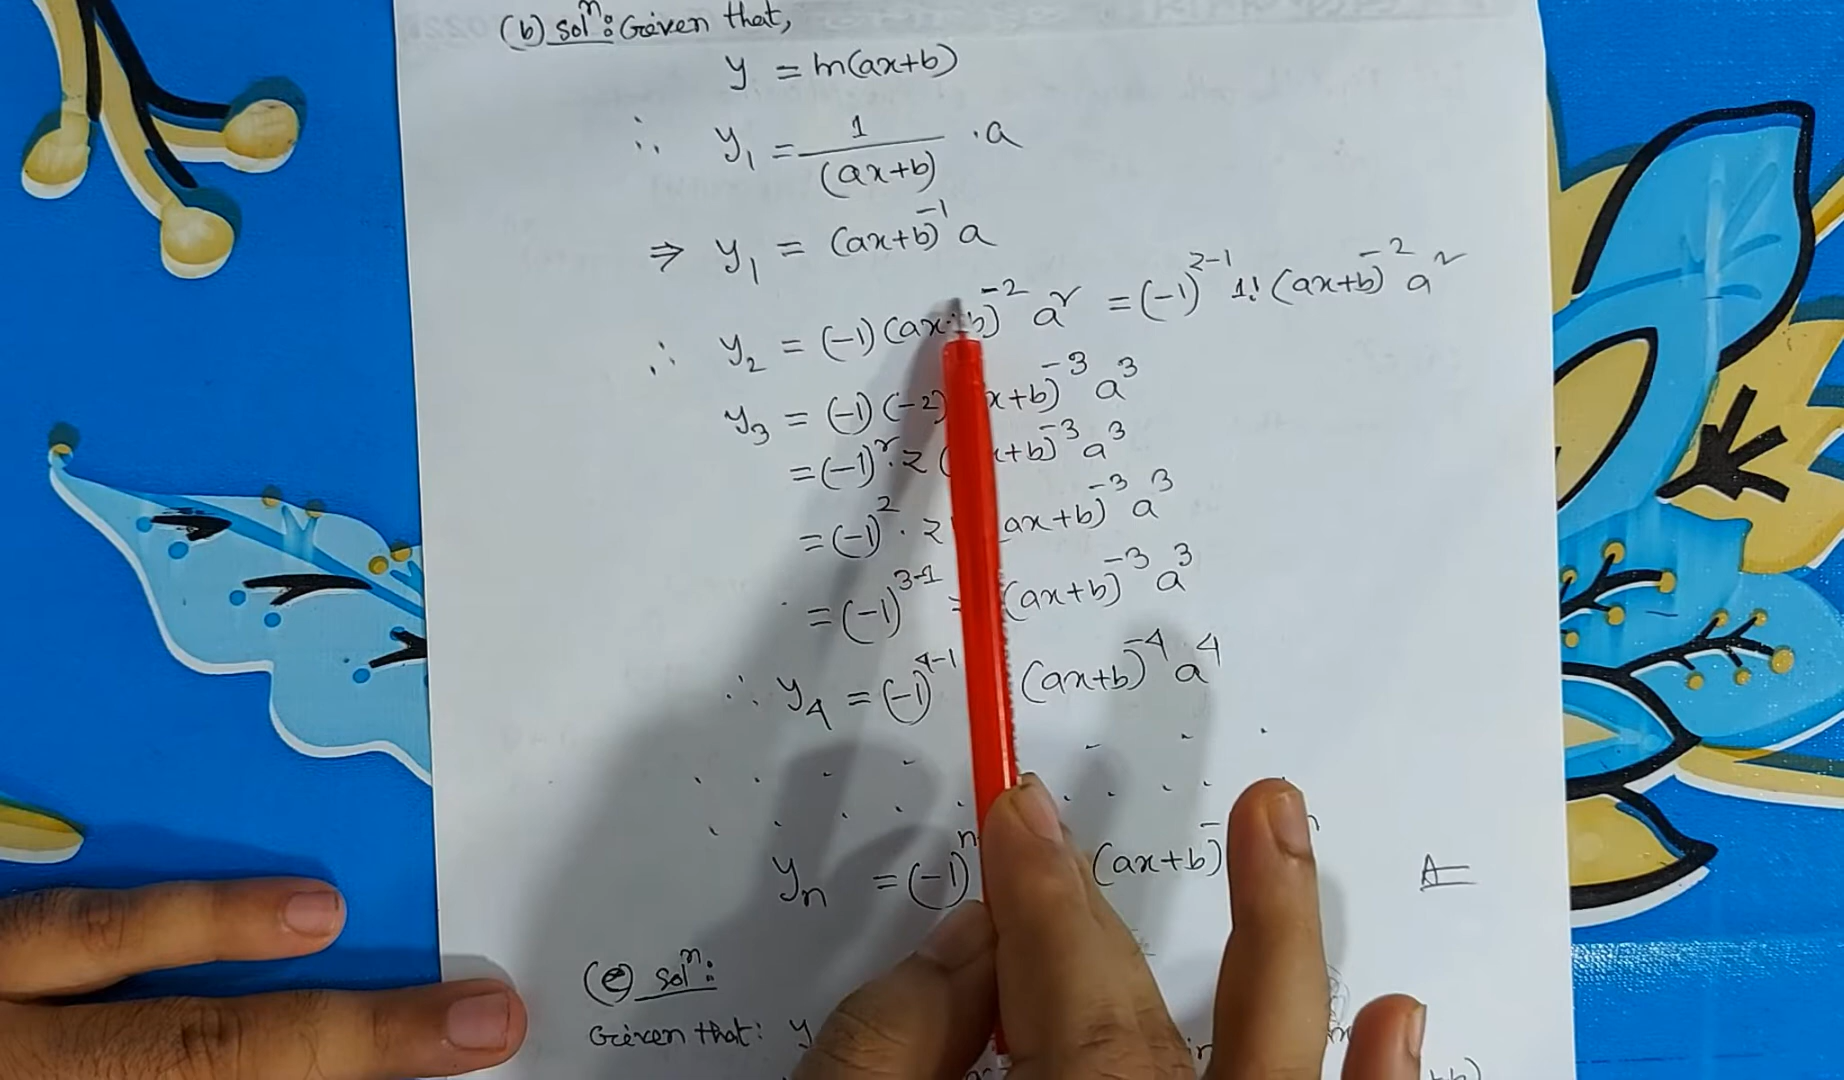 (b) solⁿ: Given that,
y = ln(ax+b)
∴ y₁ = 1/(ax+b) · a
⇒ y₁ = (ax+b)⁻¹ a
∴ y₂ = (-1)(ax+b)⁻² a² = (-1)²⁻¹ 1! (ax+b)⁻² a²
y₃ = (-1)(-2) x+b)⁻³ a³
= (-1)² · 2 ( +b)⁻³ a³
= (-1)² · 2 ax+b)⁻³ a³
= (-1)³⁻¹ (ax+b)⁻³ a³
∴ y₄ = (-1)⁴⁻¹ (ax+b)⁻⁴ a⁴
yₙ = (-1)ⁿ (ax+b)⁻
(c) solⁿ:
Given that: y